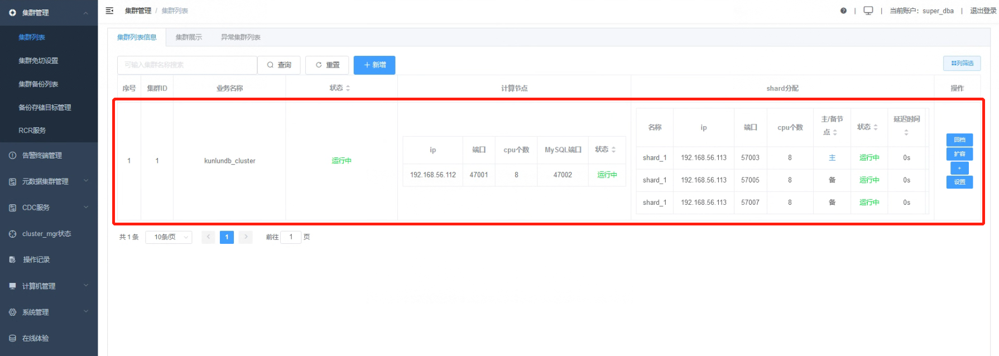 集群管理
集群列表
集群免切设置
集群备份列表
备份存储目标管理
RCR服务
告警终端管理
元数据集群管理
CDC服务
cluster_mgr状态
操作记录
计算机管理
系统管理
在线体验
集群管理 / 集群列表
| | 当前账户: super_dba | 退出登录
集群列表信息 集群展示 异常集群列表
可输入集群名称搜索 查询 重置 + 新增 列筛选
序号 集群ID 业务名称 状态 计算节点 shard分配 操作
1 1 kunlundb_cluster 运行中
ip 端口 cpu个数 MySQL端口 状态
192.168.56.112 47001 8 47002 运行中
名称 ip 端口 cpu个数 主/备节点 状态 延迟时间
shard_1 192.168.56.113 57003 8 主 运行中 0s
shard_1 192.168.56.113 57005 8 备 运行中 0s
shard_1 192.168.56.113 57007 8 备 运行中 0s
回档
扩容
+
设置
共 1 条 10条/页 < 1 > 前往 1 页